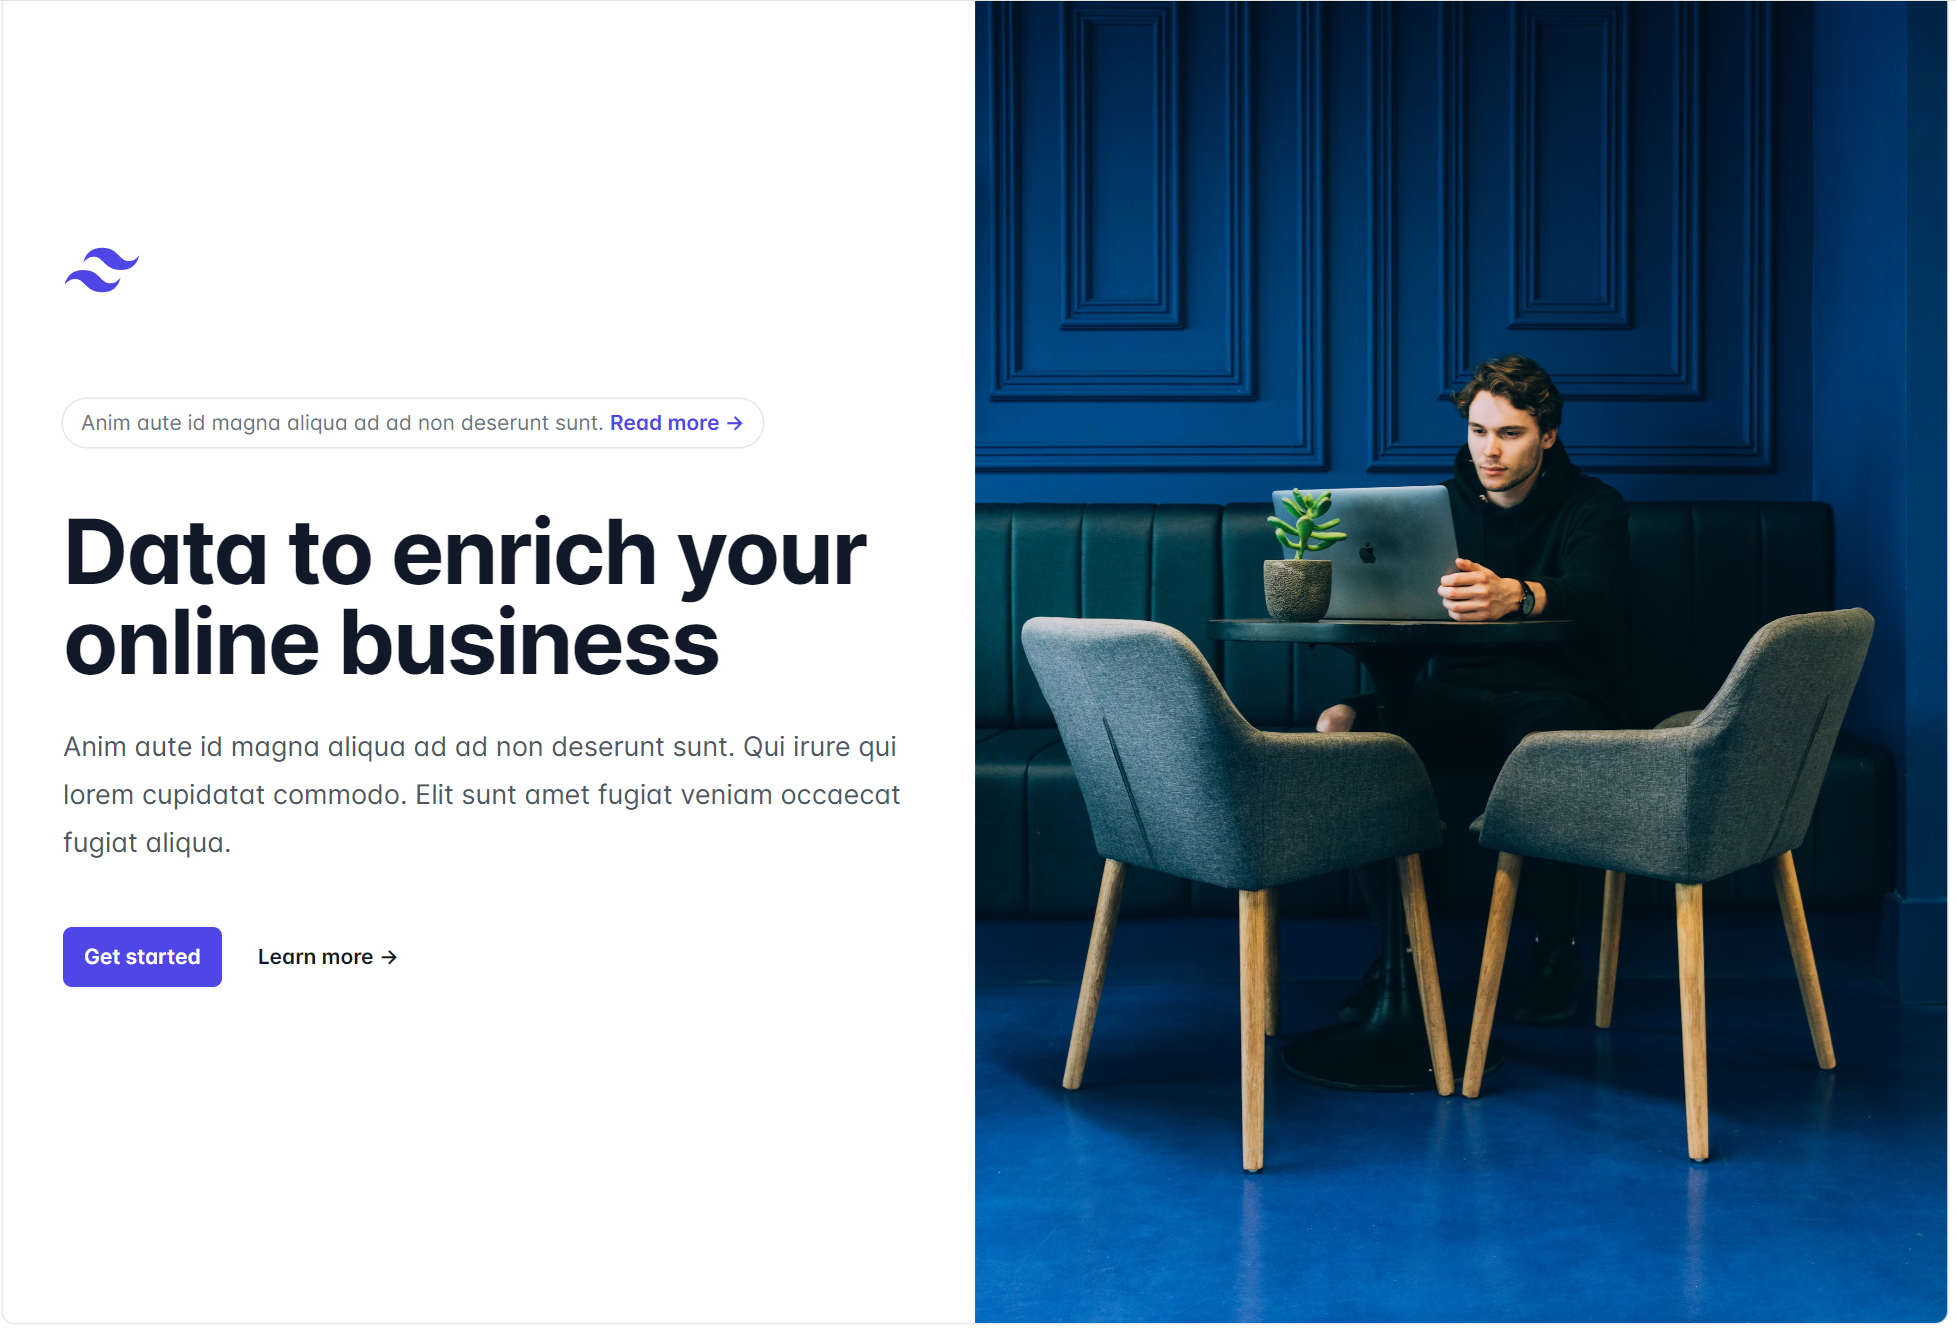 Anim aute id magna aliqua ad ad non deserunt sunt. Read more →
Data to enrich your
online business
Anim aute id magna aliqua ad ad non deserunt sunt. Qui irure qui
lorem cupidatat commodo. Elit sunt amet fugiat veniam occaecat
fugiat aliqua.
Get started
Learn more →